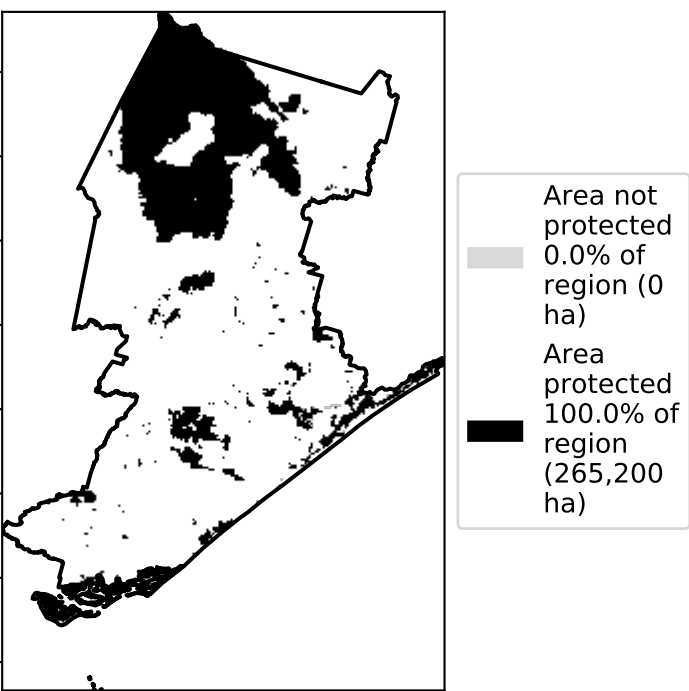 Area not
protected
0.0% of
region (0
ha)
Area
protected
100.0% of
region
(265,200
ha)